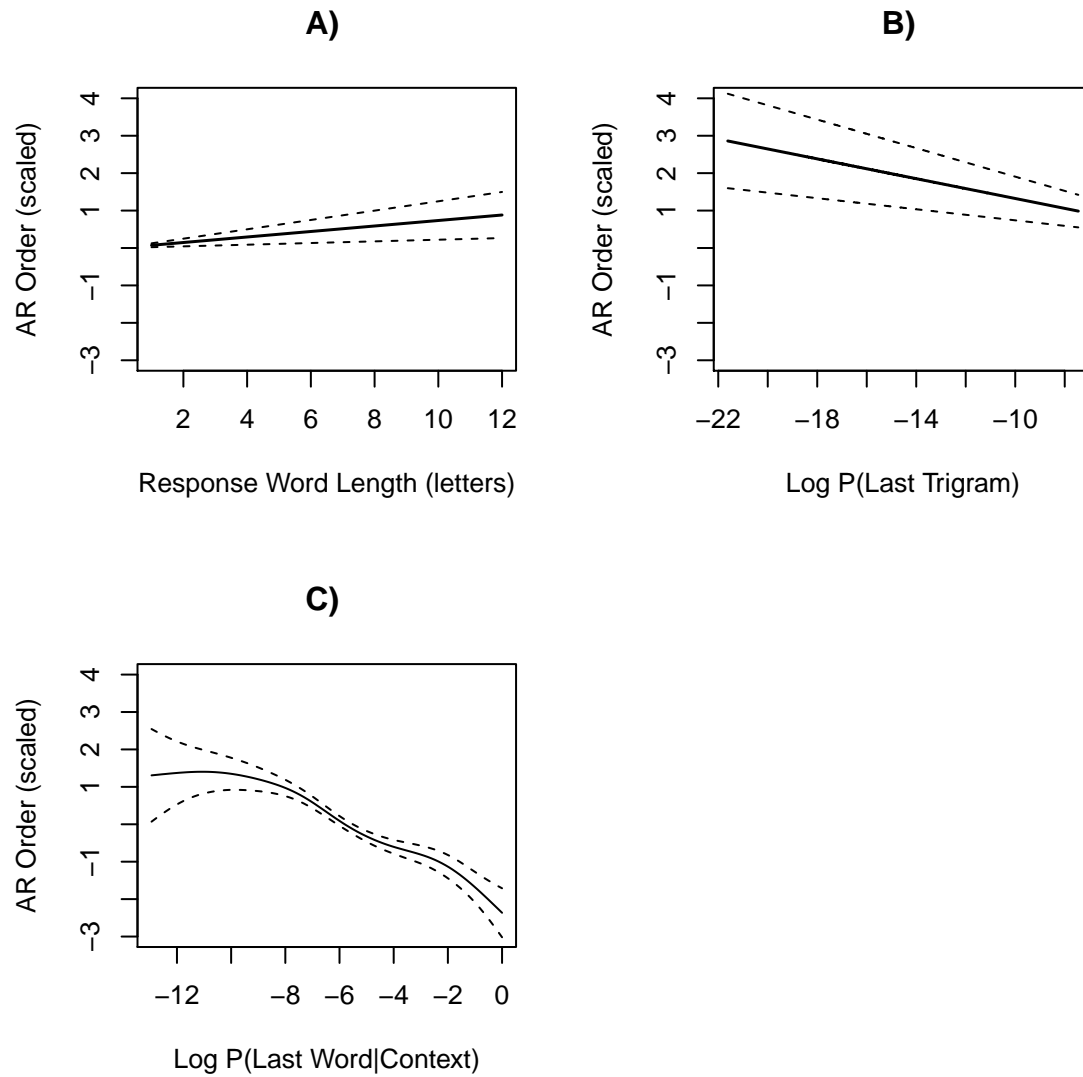 A)
AR Order (scaled)
−3 −1 1 2 3 4
2 4 6 8 10 12
Response Word Length (letters)
B)
AR Order (scaled)
−3 −1 1 2 3 4
−22 −18 −14 −10
Log P(Last Trigram)
C)
AR Order (scaled)
−3 −1 1 2 3 4
−12 −8 −6 −4 −2 0
Log P(Last Word|Context)